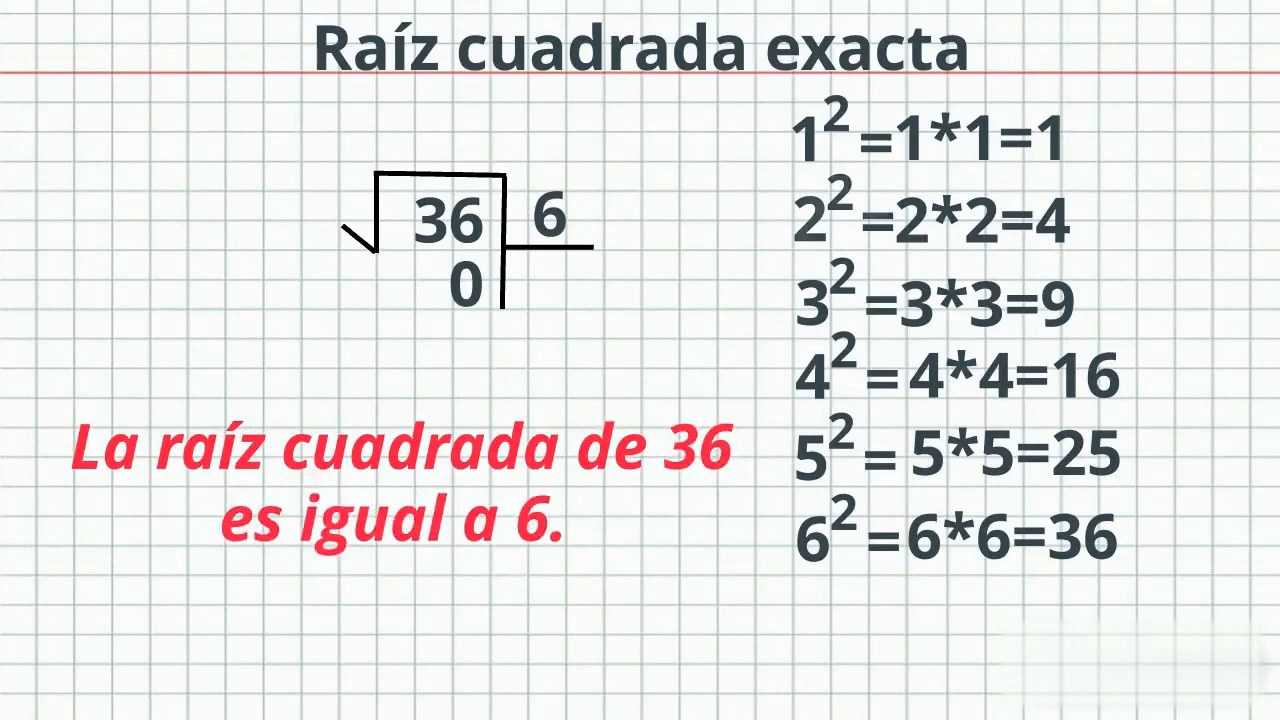 Raíz cuadrada exacta
36 6
0
La raíz cuadrada de 36
es igual a 6.
1² =1*1=1
2² =2*2=4
3² =3*3=9
4² = 4*4=16
5² = 5*5=25
6² =6*6=36